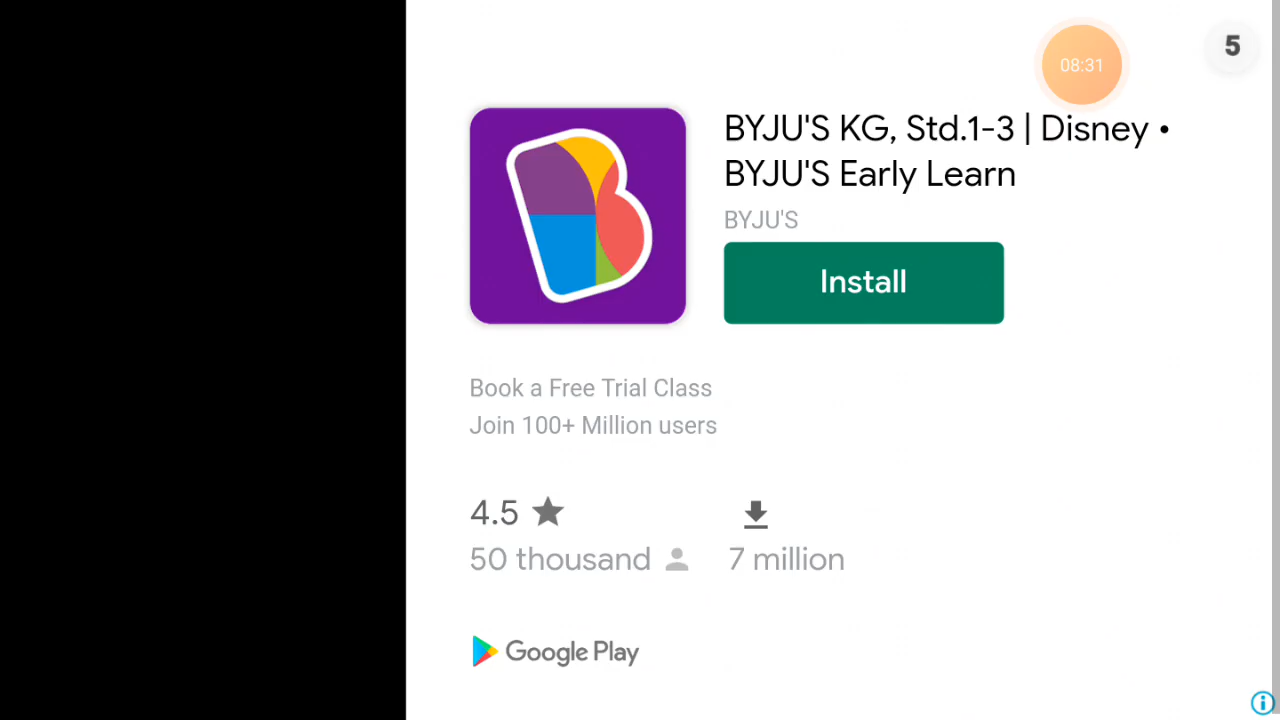 08:31
5
BYJU'S KG, Std.1-3 | Disney •
BYJU'S Early Learn
BYJU'S
Install
Book a Free Trial Class
Join 100+ Million users
4.5
50 thousand
7 million
Google Play